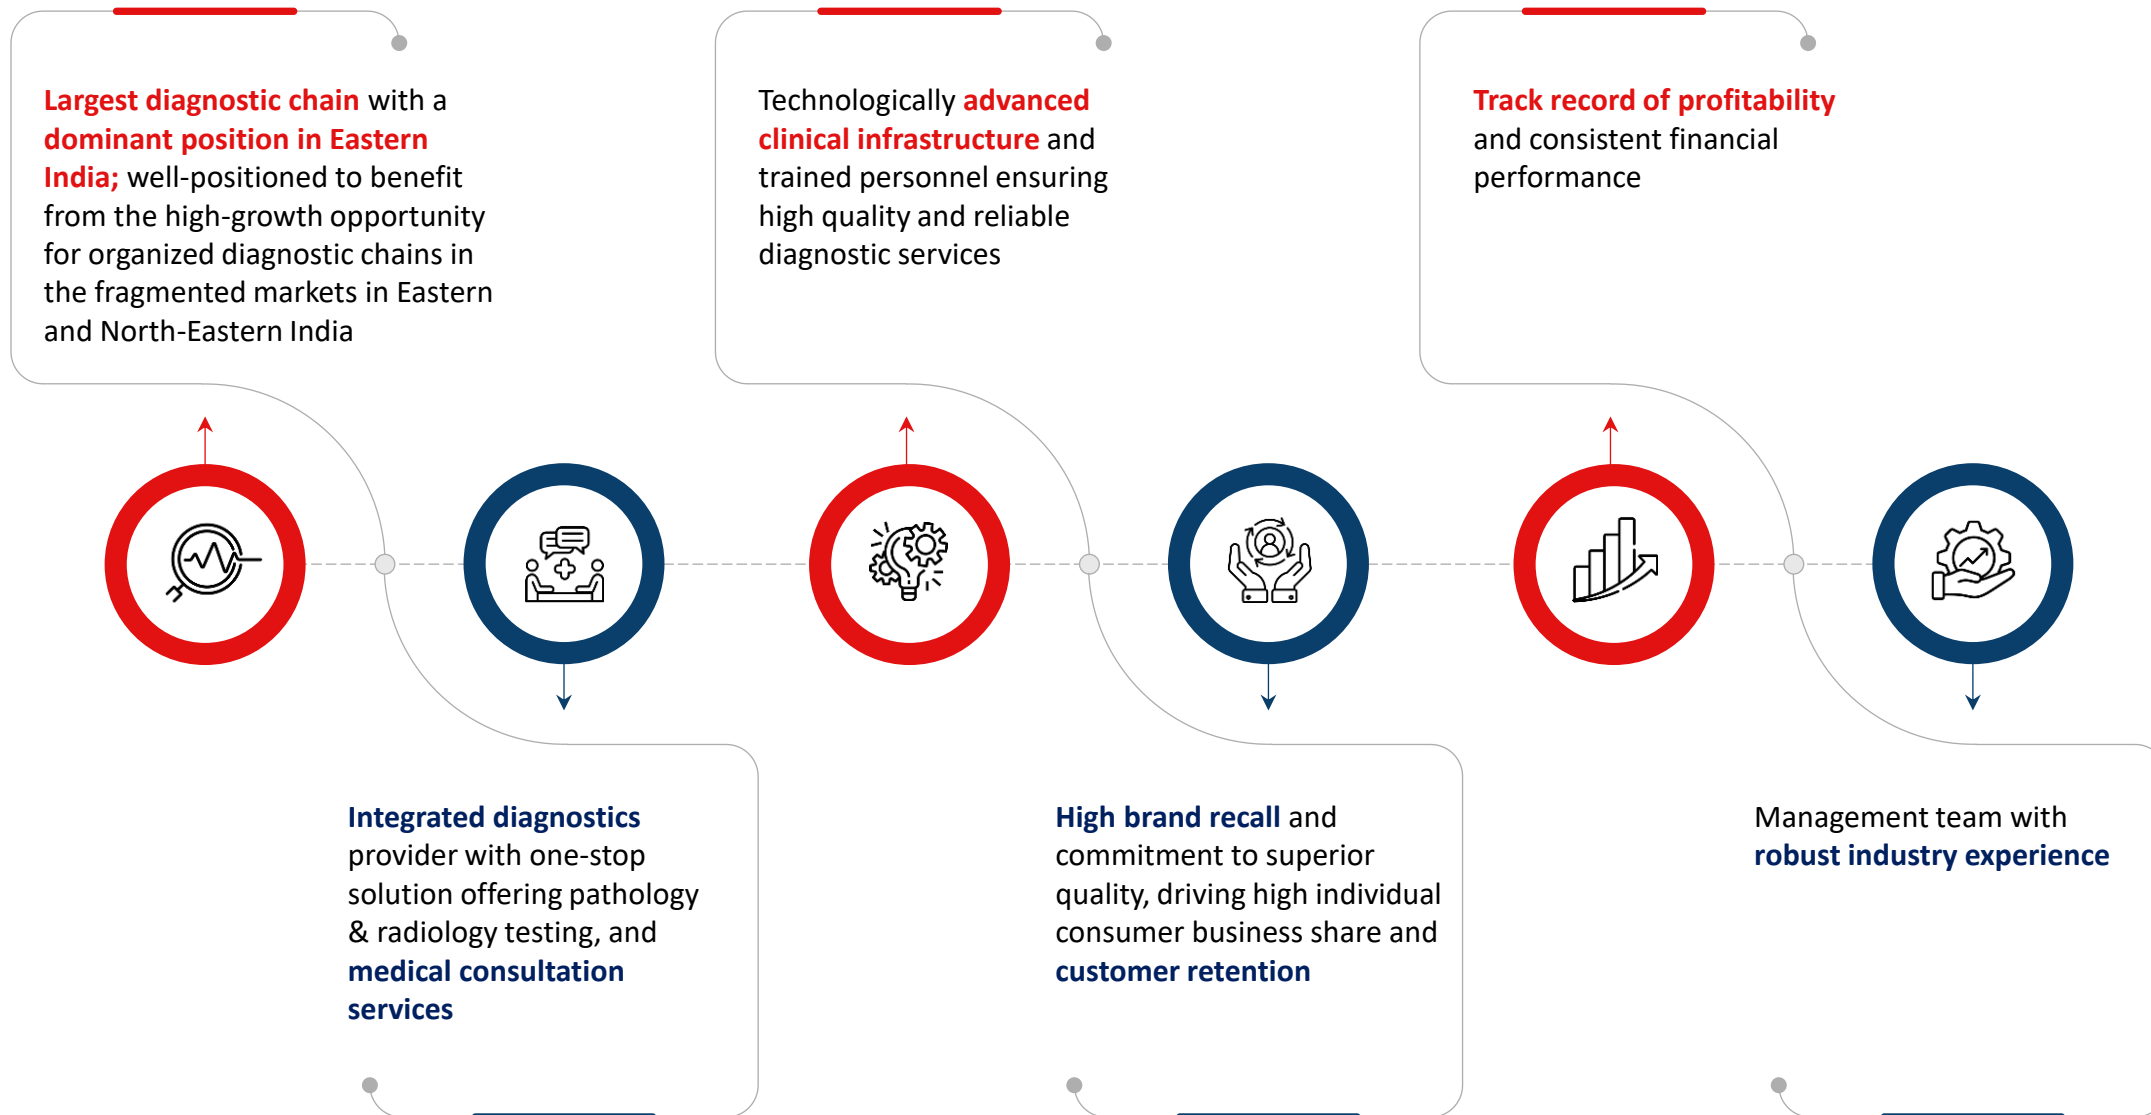 Largest diagnostic chain with a
dominant position in Eastern
India; well-positioned to benefit
from the high-growth opportunity
for organized diagnostic chains in
the fragmented markets in Eastern
and North-Eastern India
Integrated diagnostics
provider with one-stop
solution offering pathology
& radiology testing, and
medical consultation
services
Technologically advanced
clinical infrastructure and
trained personnel ensuring
high quality and reliable
diagnostic services
High brand recall and
commitment to superior
quality, driving high individual
consumer business share and
customer retention
Track record of profitability
and consistent financial
performance
Management team with
robust industry experience